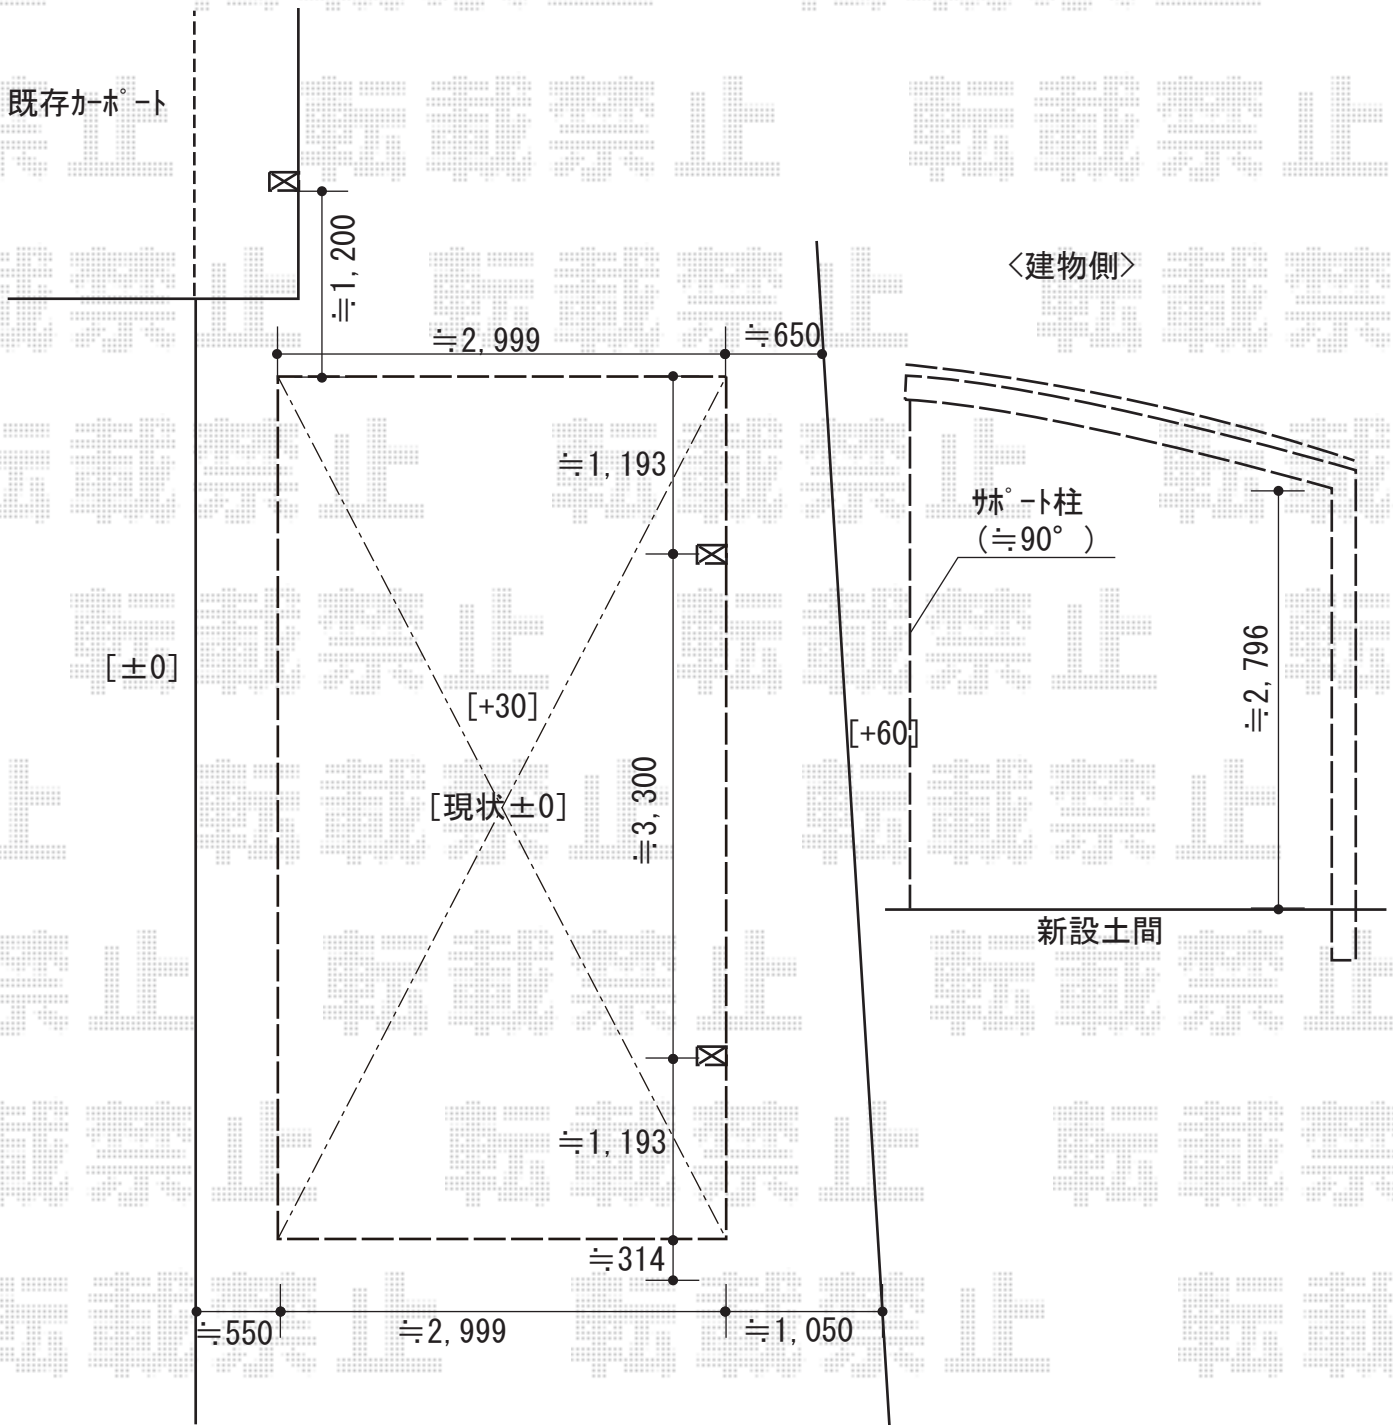 既存ｶｰﾎﾟｰﾄ
≒1,200
<建物側>
≒2,999
≒650
≒1,193
ｻﾎﾟｰﾄ柱
(≒90°)
[±0]
≒2,796
[+30]
[+60]
[現状±0]
≒3,300
新設土間
≒1,193
≒314
≒550
≒2,999
≒1,050
転載禁止